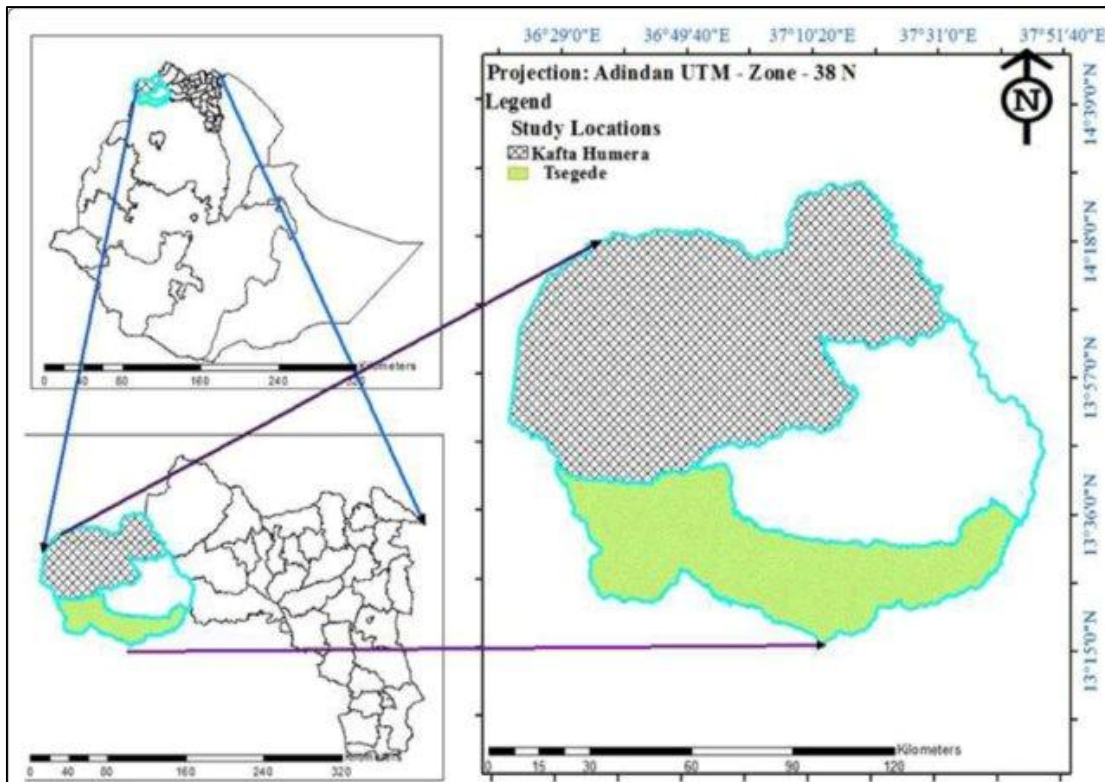 Kilometers
0 40 80 160 240 320
Kilometers
0 40 80 160 240 320
36°29'0"E 36°49'40"E 37°10'20"E 37°31'0"E 37°51'40"E
Projection: Adindan UTM - Zone - 38 N
Legend
Study Locations
Kafta Humera
Tsegede
N
14°39'0"N
14°18'0"N
13°57'0"N
13°36'0"N
13°15'0"N
Kilometers
0 15 30 60 90 120